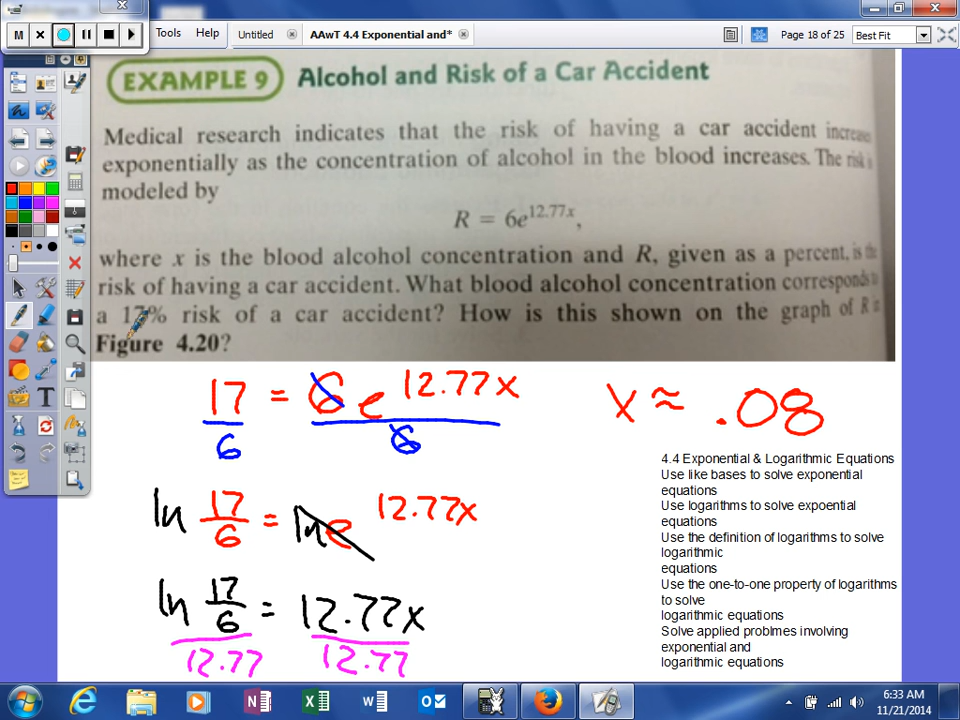 M
Tools Help Untitled AAwT 4.4 Exponential and* Page 18 of 25 Best Fit
EXAMPLE 9 Alcohol and Risk of a Car Accident
Medical research indicates that the risk of having a car accident increases
exponentially as the concentration of alcohol in the blood increases. The risk is
modeled by
R = 6e^12.77x,
where x is the blood alcohol concentration and R, given as a percent, is the
risk of having a car accident. What blood alcohol concentration corresponds to
a 17% risk of a car accident? How is this shown on the graph of R in
Figure 4.20?
17/6 = 6e^12.77x/6
x ≈ .08
ln 17/6 = ln e^12.77x
ln 17/6 = 12.77x
12.77 12.77
4.4 Exponential & Logarithmic Equations
Use like bases to solve exponential
equations
Use logarithms to solve expoential
equations
Use the definition of logarithms to solve
logarithmic
equations
Use the one-to-one property of logarithms
to solve
logarithmic equations
Solve applied problmes involving
exponential and
logarithmic equations
6:33 AM
11/21/2014